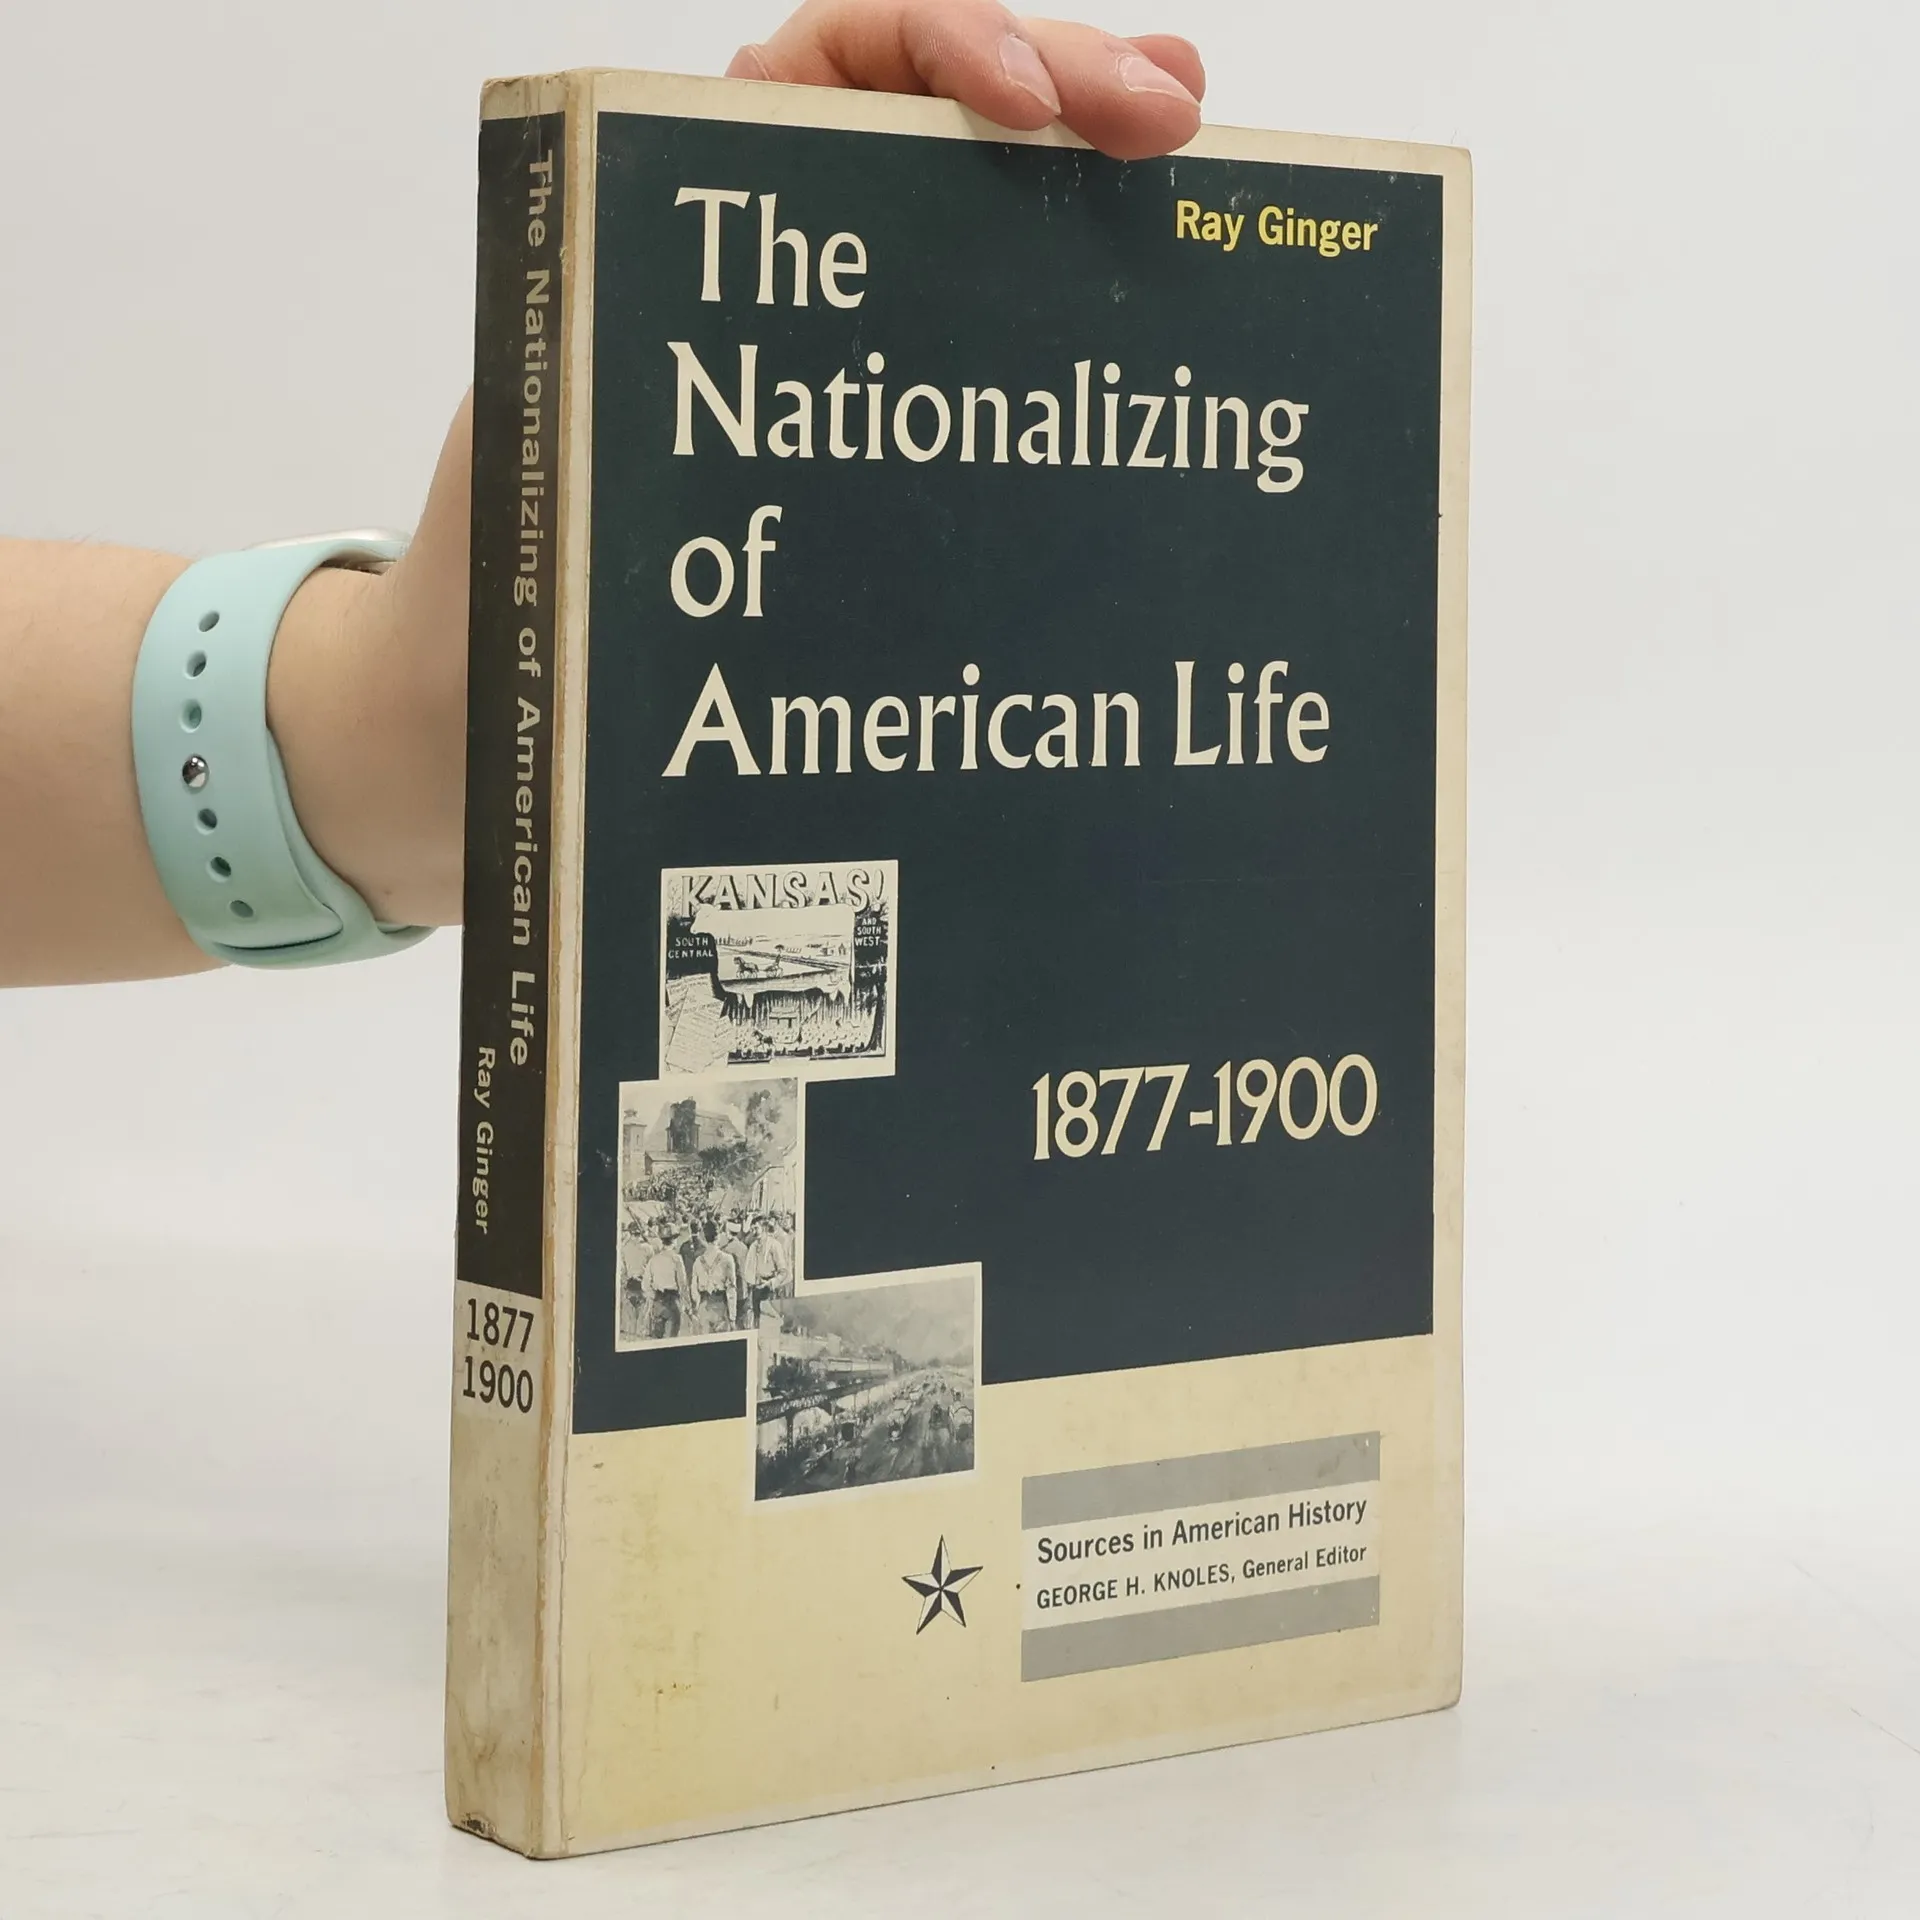 The Nationalizing of American Life
Ray Ginger
1877
1900
Ray Ginger
The
Nationalizing
of
American Life
KANSAS!
SOUTH
CENTRAL
AND
SOUTH
WEST
1877-1900
Sources in American History
GEORGE H. KNOLES, General Editor